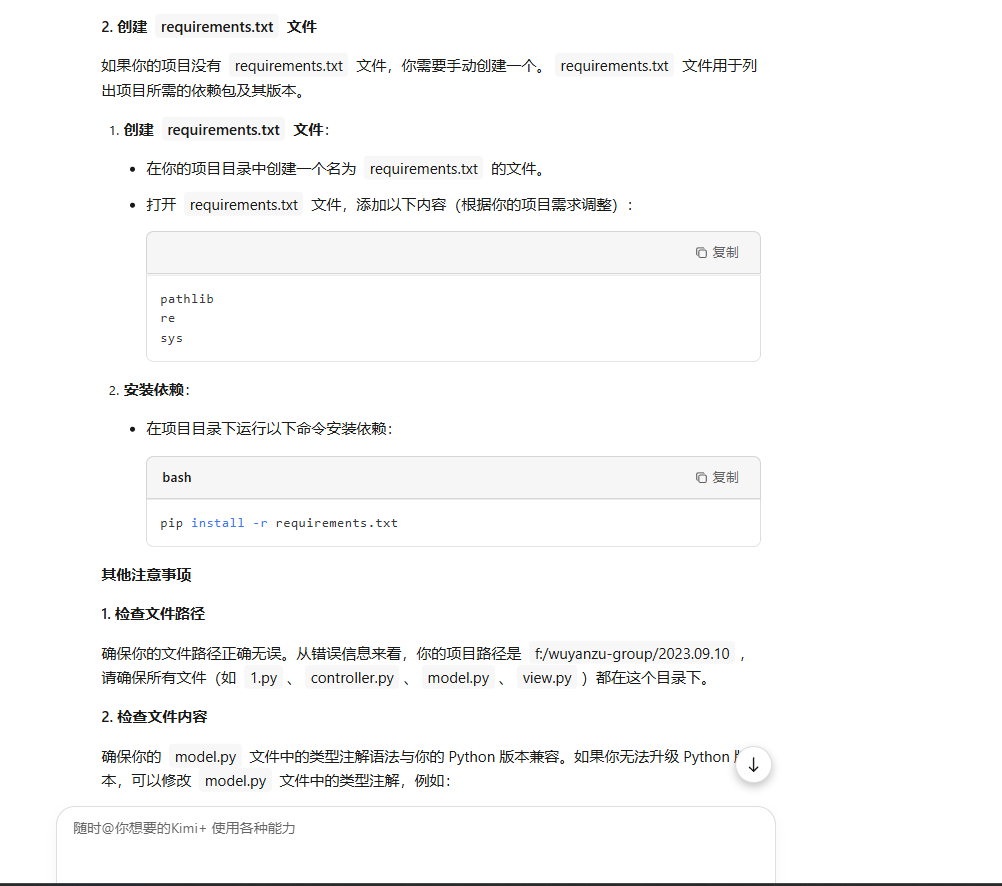 2. 创建 requirements.txt 文件
如果你的项目没有 requirements.txt 文件，你需要手动创建一个。 requirements.txt 文件用于列
出项目所需的依赖包及其版本。
1. 创建 requirements.txt 文件：
• 在你的项目目录中创建一个名为 requirements.txt 的文件。
• 打开 requirements.txt 文件，添加以下内容（根据你的项目需求调整）：
复制
pathlib
re
sys
2. 安装依赖：
• 在项目目录下运行以下命令安装依赖：
bash 复制
pip install -r requirements.txt
其他注意事项
1. 检查文件路径
确保你的文件路径正确无误。从错误信息来看，你的项目路径是 f:/wuyanzu-group/2023.09.10 ，
请确保所有文件（如 1.py 、 controller.py 、 model.py 、 view.py ）都在这个目录下。
2. 检查文件内容
确保你的 model.py 文件中的类型注解语法与你的 Python 版本兼容。如果你无法升级 Python
本，可以修改 model.py 文件中的类型注解，例如：
随时@你想要的Kimi+ 使用各种能力